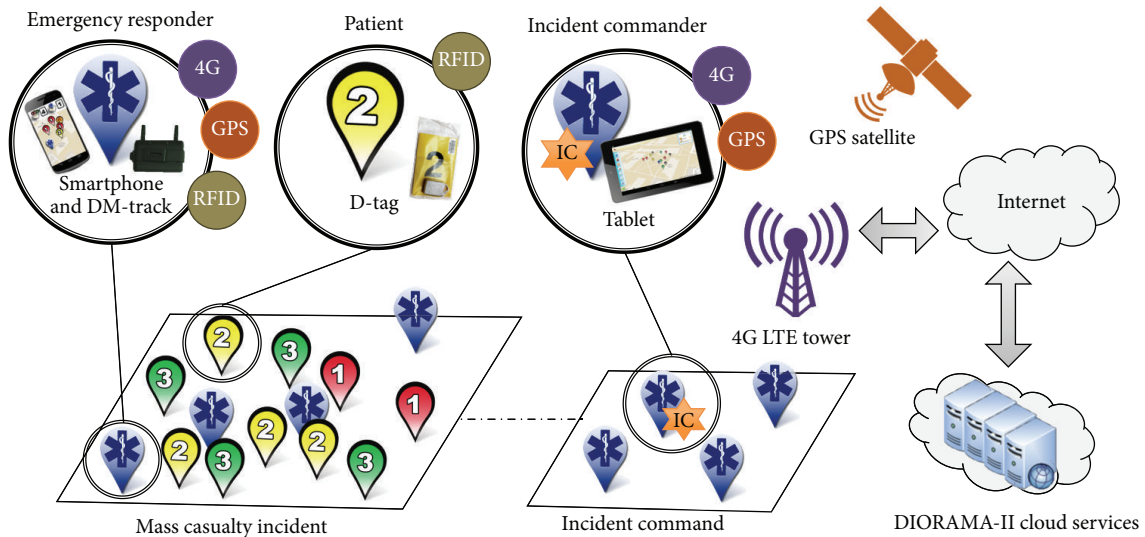 Emergency responder
4G
GPS
RFID
Smartphone
and DM-track
Patient
RFID
2
2
D-tag
Incident commander
4G
GPS
IC
Tablet
GPS satellite
Internet
4G LTE tower
DIORAMA-II cloud services
2
3
3
1
1
2
2
2
3
3
Mass casualty incident
IC
Incident command